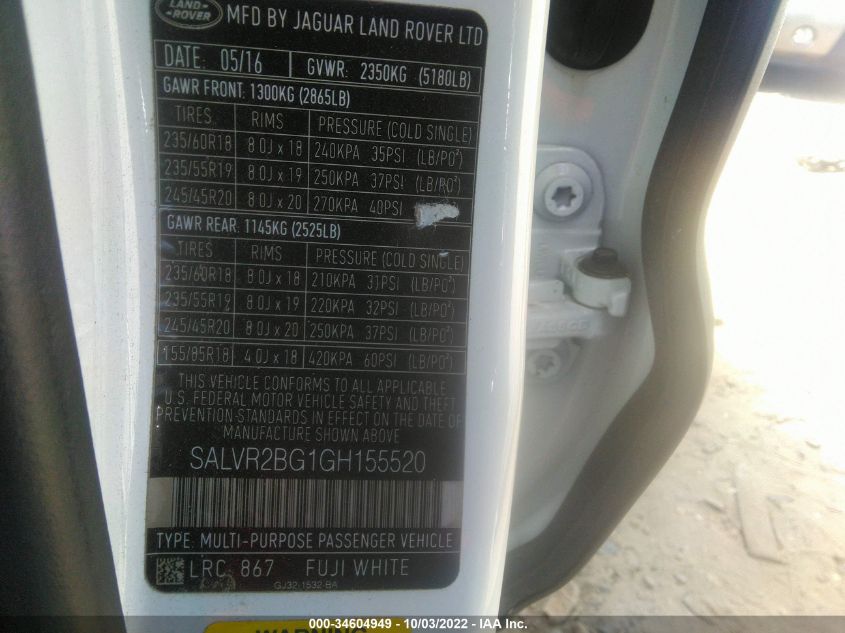 LAND-
-ROVER
MFD BY JAGUAR LAND ROVER LTD
DATE: 05/16 GVWR: 2350KG (5180LB)
GAWR FRONT: 1300KG (2865LB)
TIRES RIMS PRESSURE (COLD SINGLE)
235/60R18 8.0J x 18 240KPA 35PSI (LB/PO²)
235/55R19 8.0J x 19 250KPA 37PSI (LB/PO²)
245/45R20 8.0J x 20 270KPA 40PSI
GAWR REAR: 1145KG (2525LB)
TIRES RIMS PRESSURE (COLD SINGLE)
235/60R18 8.0J x 18 210KPA 31PSI (LB/PO²)
235/55R19 8.0J x 19 220KPA 32PSI (LB/PO²)
245/45R20 8.0J x 20 250KPA 37PSI (LB/PO²)
155/85R18 4.0J x 18 420KPA 60PSI (LB/PO²)
THIS VEHICLE CONFORMS TO ALL APPLICABLE
U.S. FEDERAL MOTOR VEHICLE SAFETY AND THEFT
PREVENTION STANDARDS IN EFFECT ON THE DATE OF
MANUFACTURE SHOWN ABOVE
SALVR2BG1GH155520
TYPE: MULTI-PURPOSE PASSENGER VEHICLE
LRC 867 FUJI WHITE
GJ32-1532-BA
WARNING
000-34604949 - 10/03/2022 - IAA Inc.